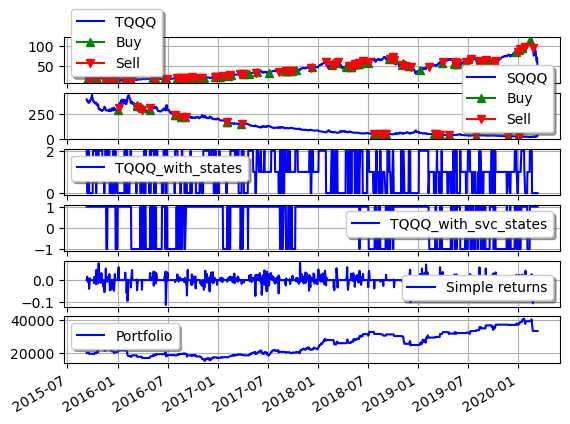 TQQQ
Buy
Sell
100
50
SQQQ
Buy
Sell
250
0
TQQQ_with_states
2
0
TQQQ_with_svc_states
1
0
−1
Simple returns
0.0
−0.1
Portfolio
40000
20000
2015-07
2016-01
2016-07
2017-01
2017-07
2018-01
2018-07
2019-01
2019-07
2020-01